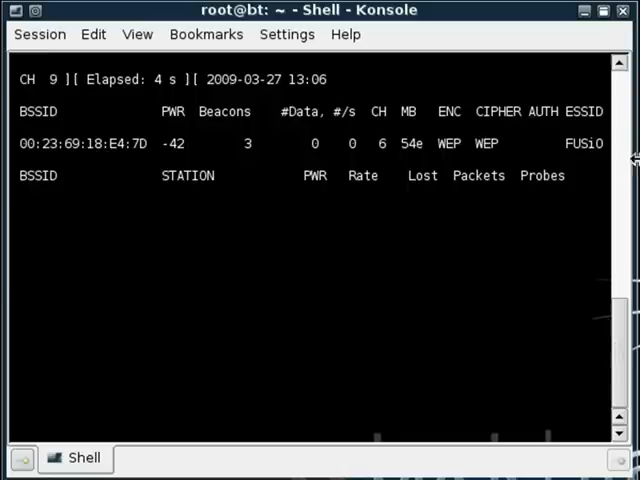 root@bt: ~ - Shell - Konsole
Session Edit View Bookmarks Settings Help
CH 9 ][ Elapsed: 4 s ][ 2009-03-27 13:06
BSSID PWR Beacons #Data, #/s CH MB ENC CIPHER AUTH ESSID
00:23:69:18:E4:7D -42 3 0 0 6 54e WEP WEP FUSiO
BSSID STATION PWR Rate Lost Packets Probes
Shell